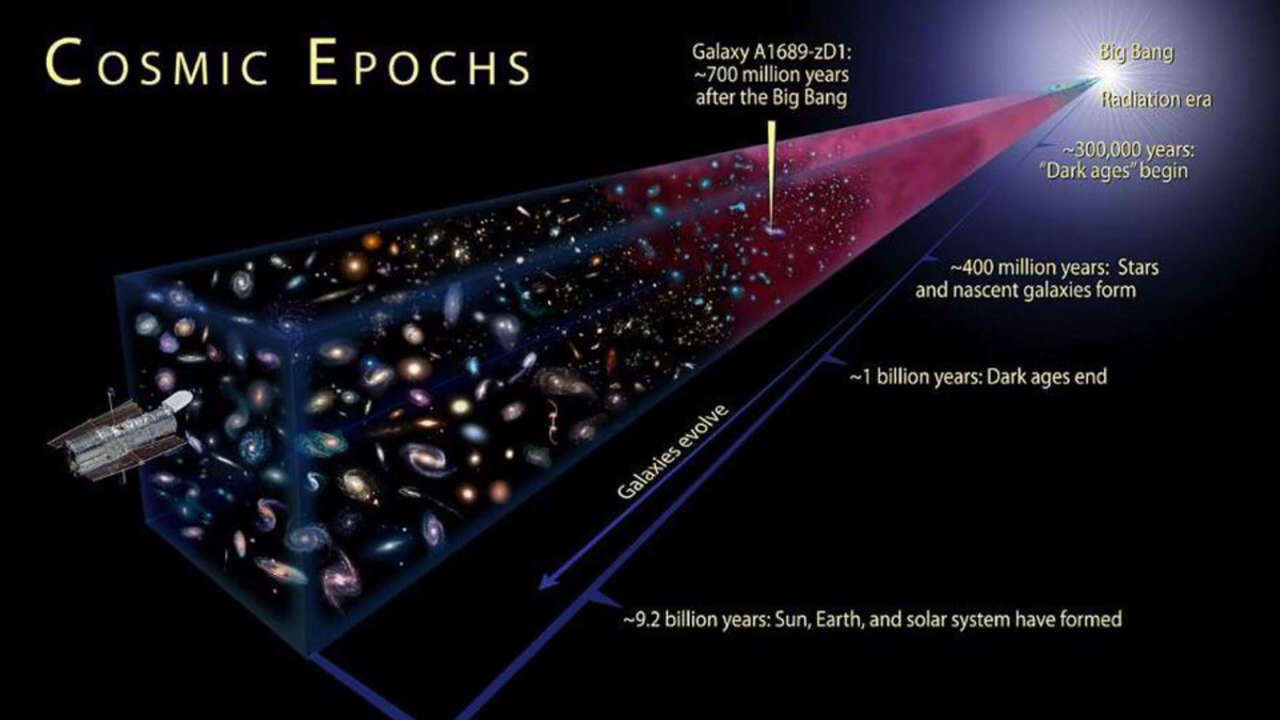 COSMIC EPOCHS
Galaxy A1689-zD1:
~700 million years
after the Big Bang
Big Bang
Radiation era
~300,000 years:
"Dark ages" begin
~400 million years: Stars
and nascent galaxies form
~1 billion years: Dark ages end
Galaxies evolve
~9.2 billion years: Sun, Earth, and solar system have formed